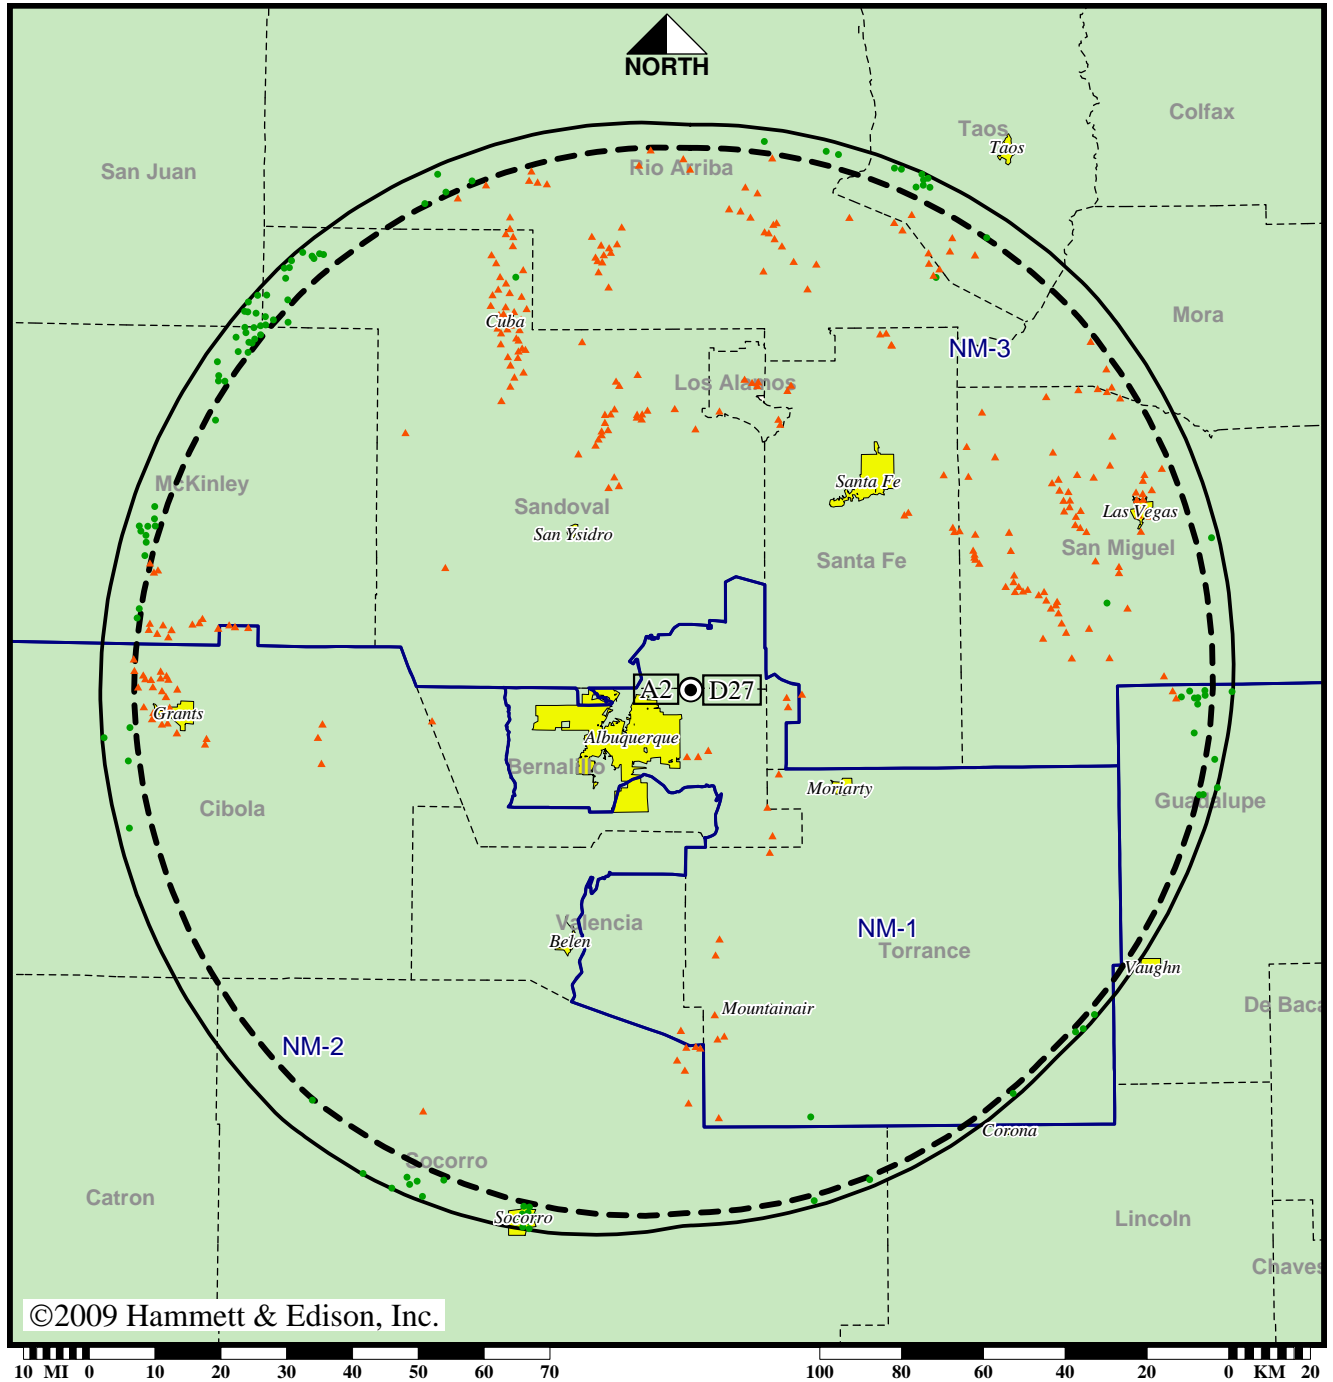 NORTH
Colfax
Taos
Taos
San Juan
Rio Arriba
Mora
Cuba
NM-3
Los Alamos
McKinley
Santa Fe
Sandoval
Las Vegas
San Ysidro
San Miguel
Santa Fe
A2 D27
Grants
Albuquerque
Bernalillo
Moriarty
Cibola
Guadalupe
Valencia
NM-1
Belen
Torrance
Vaughn
Mountainair
De Baca
NM-2
Corona
Socorro
Catron
Socorro
Lincoln
Chaves
©2009 Hammett & Edison, Inc.
10 MI 0 10 20 30 40 50 60 70 100 80 60 40 20 0 KM 20